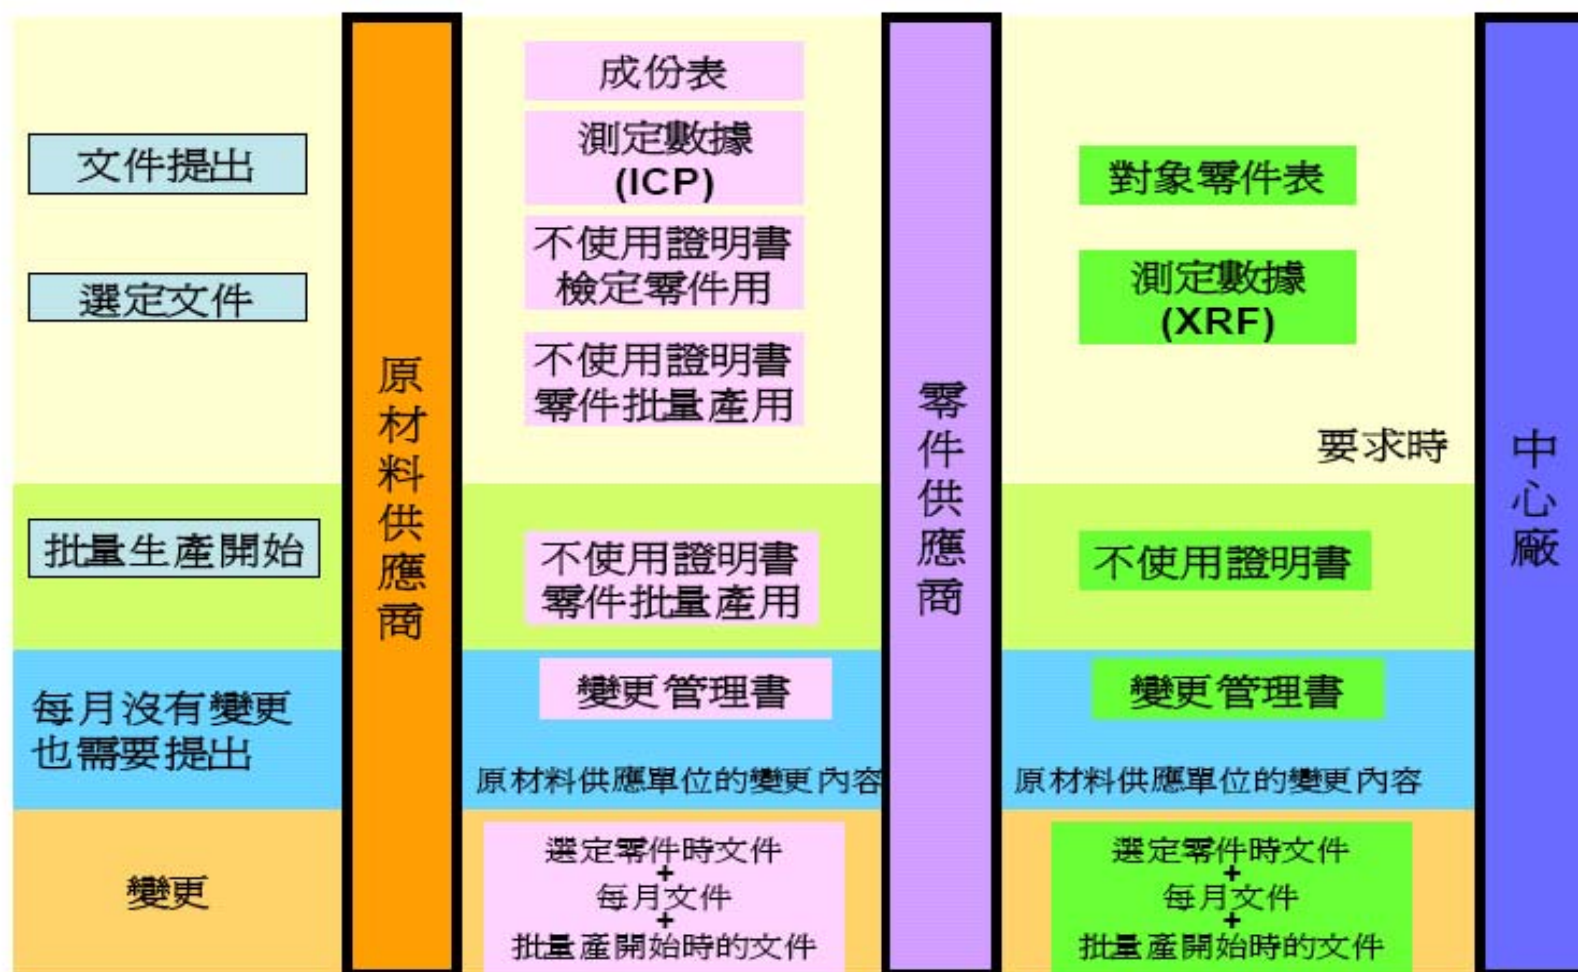 文件提出
選定文件
原材料供應商
成份表
測定數據
(ICP)
不使用證明書
檢定零件用
不使用證明書
零件批量產用
零件供應商
對象零件表
測定數據
(XRF)
要求時
中心廠
批量生產開始
不使用證明書
零件批量產用
不使用證明書
每月沒有變更
也需要提出
變更管理書
原材料供應單位的變更內容
變更管理書
原材料供應單位的變更內容
變更
選定零件時文件
+
每月文件
+
批量產開始時的文件
選定零件時文件
+
每月文件
+
批量產開始時的文件